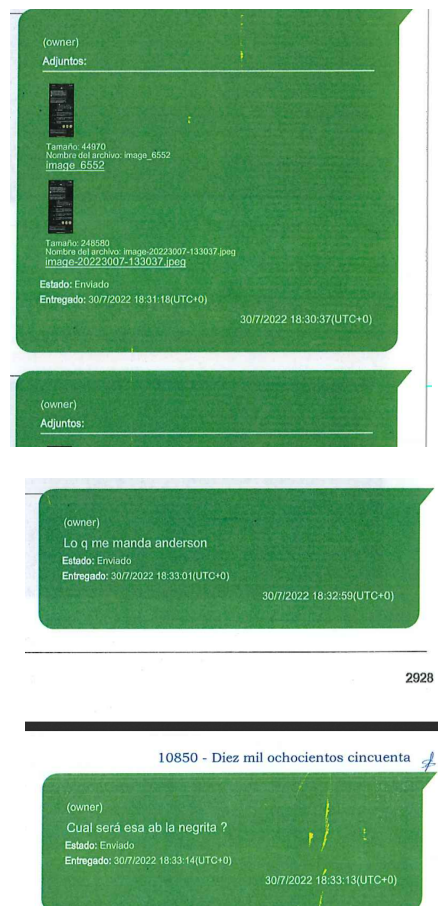 (owner)
Adjuntos:
Tamaño: 44970
Nombre del archivo: image_6552
image_6552
Tamaño: 248580
Nombre del archivo: image-20223007-133037.jpeg
image-20223007-133037.jpeg
Estado: Enviado
Entregado: 30/7/2022 18:31:18(UTC+0)
30/7/2022 18:30:37(UTC+0)
(owner)
Adjuntos:
(owner)
Lo q me manda anderson
Estado: Enviado
Entregado: 30/7/2022 18:33:01(UTC+0)
30/7/2022 18:32:59(UTC+0)
2928
10850 - Diez mil ochocientos cincuenta
(owner)
Cual será esa ab la negrita ?
Estado: Enviado
Entregado: 30/7/2022 18:33:14(UTC+0)
30/7/2022 18:33:13(UTC+0)